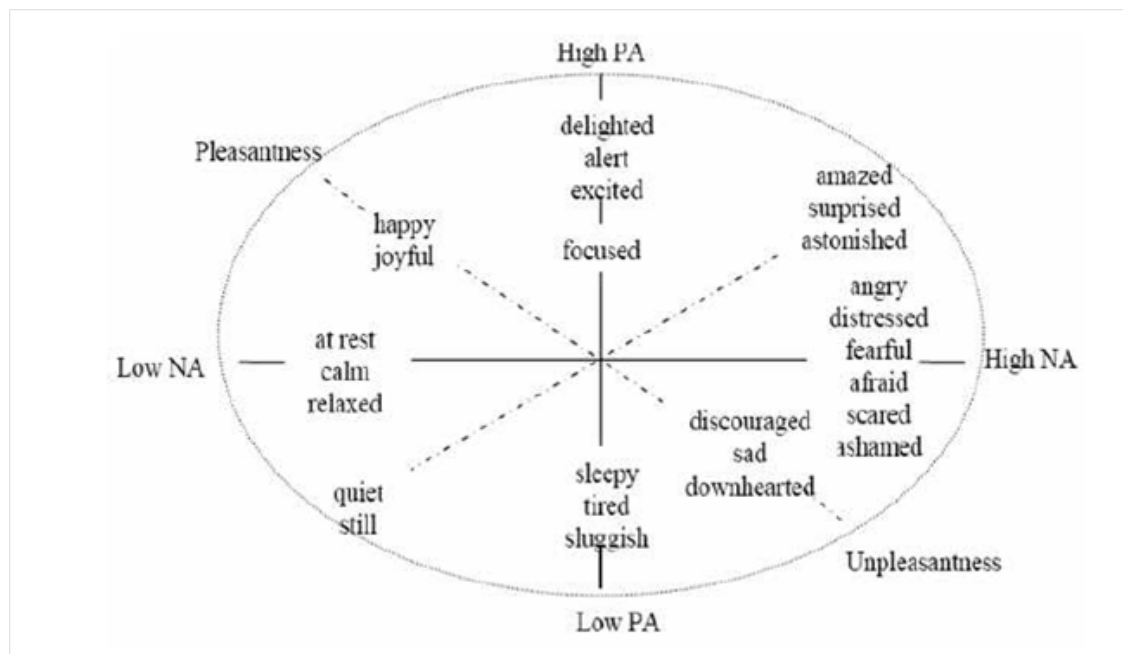 High PA
delighted
alert
excited
focused
Pleasantness
happy
joyful
amazed
surprised
astonished
Low NA
at rest
calm
relaxed
angry
distressed
fearful
afraid
scared
ashamed
High NA
quiet
still
sleepy
tired
sluggish
discouraged
sad
downhearted
Unpleasantness
Low PA